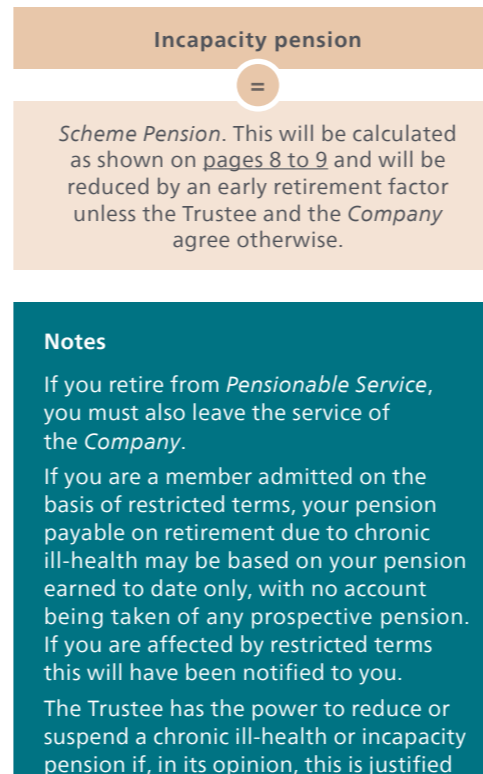 Incapacity pension
=
Scheme Pension. This will be calculated
as shown on pages 8 to 9 and will be
reduced by an early retirement factor
unless the Trustee and the Company
agree otherwise.
Notes
If you retire from Pensionable Service,
you must also leave the service of
the Company.
If you are a member admitted on the
basis of restricted terms, your pension
payable on retirement due to chronic
ill-health may be based on your pension
earned to date only, with no account
being taken of any prospective pension.
If you are affected by restricted terms
this will have been notified to you.
The Trustee has the power to reduce or
suspend a chronic ill-health or incapacity
pension if, in its opinion, this is justified